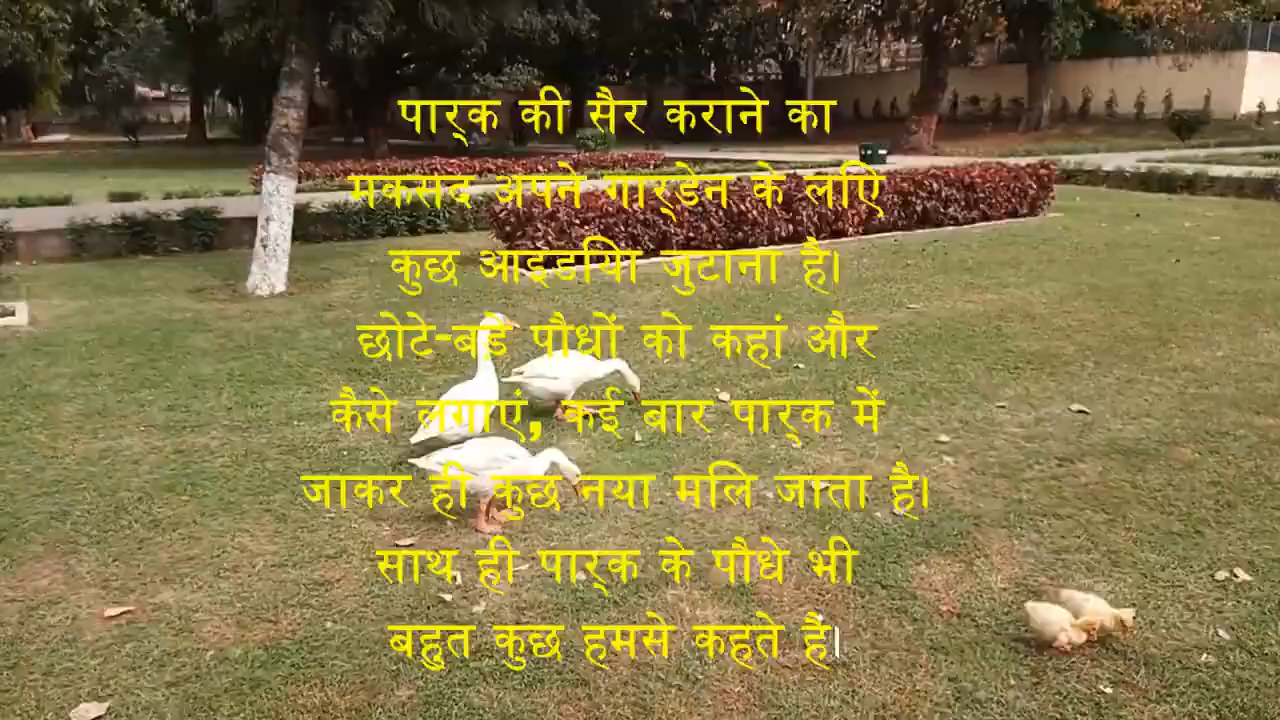 पार्क की सैर कराने का
मकसद अपने गार्डेन के लिए
कुछ आइडिया जुटाना है।
छोटे-बडे पौधों को कहां और
कैसे लगाएं, कई बार पार्क में
जाकर ही कुछ नया मिल जाता है।
साथ ही पार्क के पौधे भी
बहुत कुछ हमसे कहते हैं।